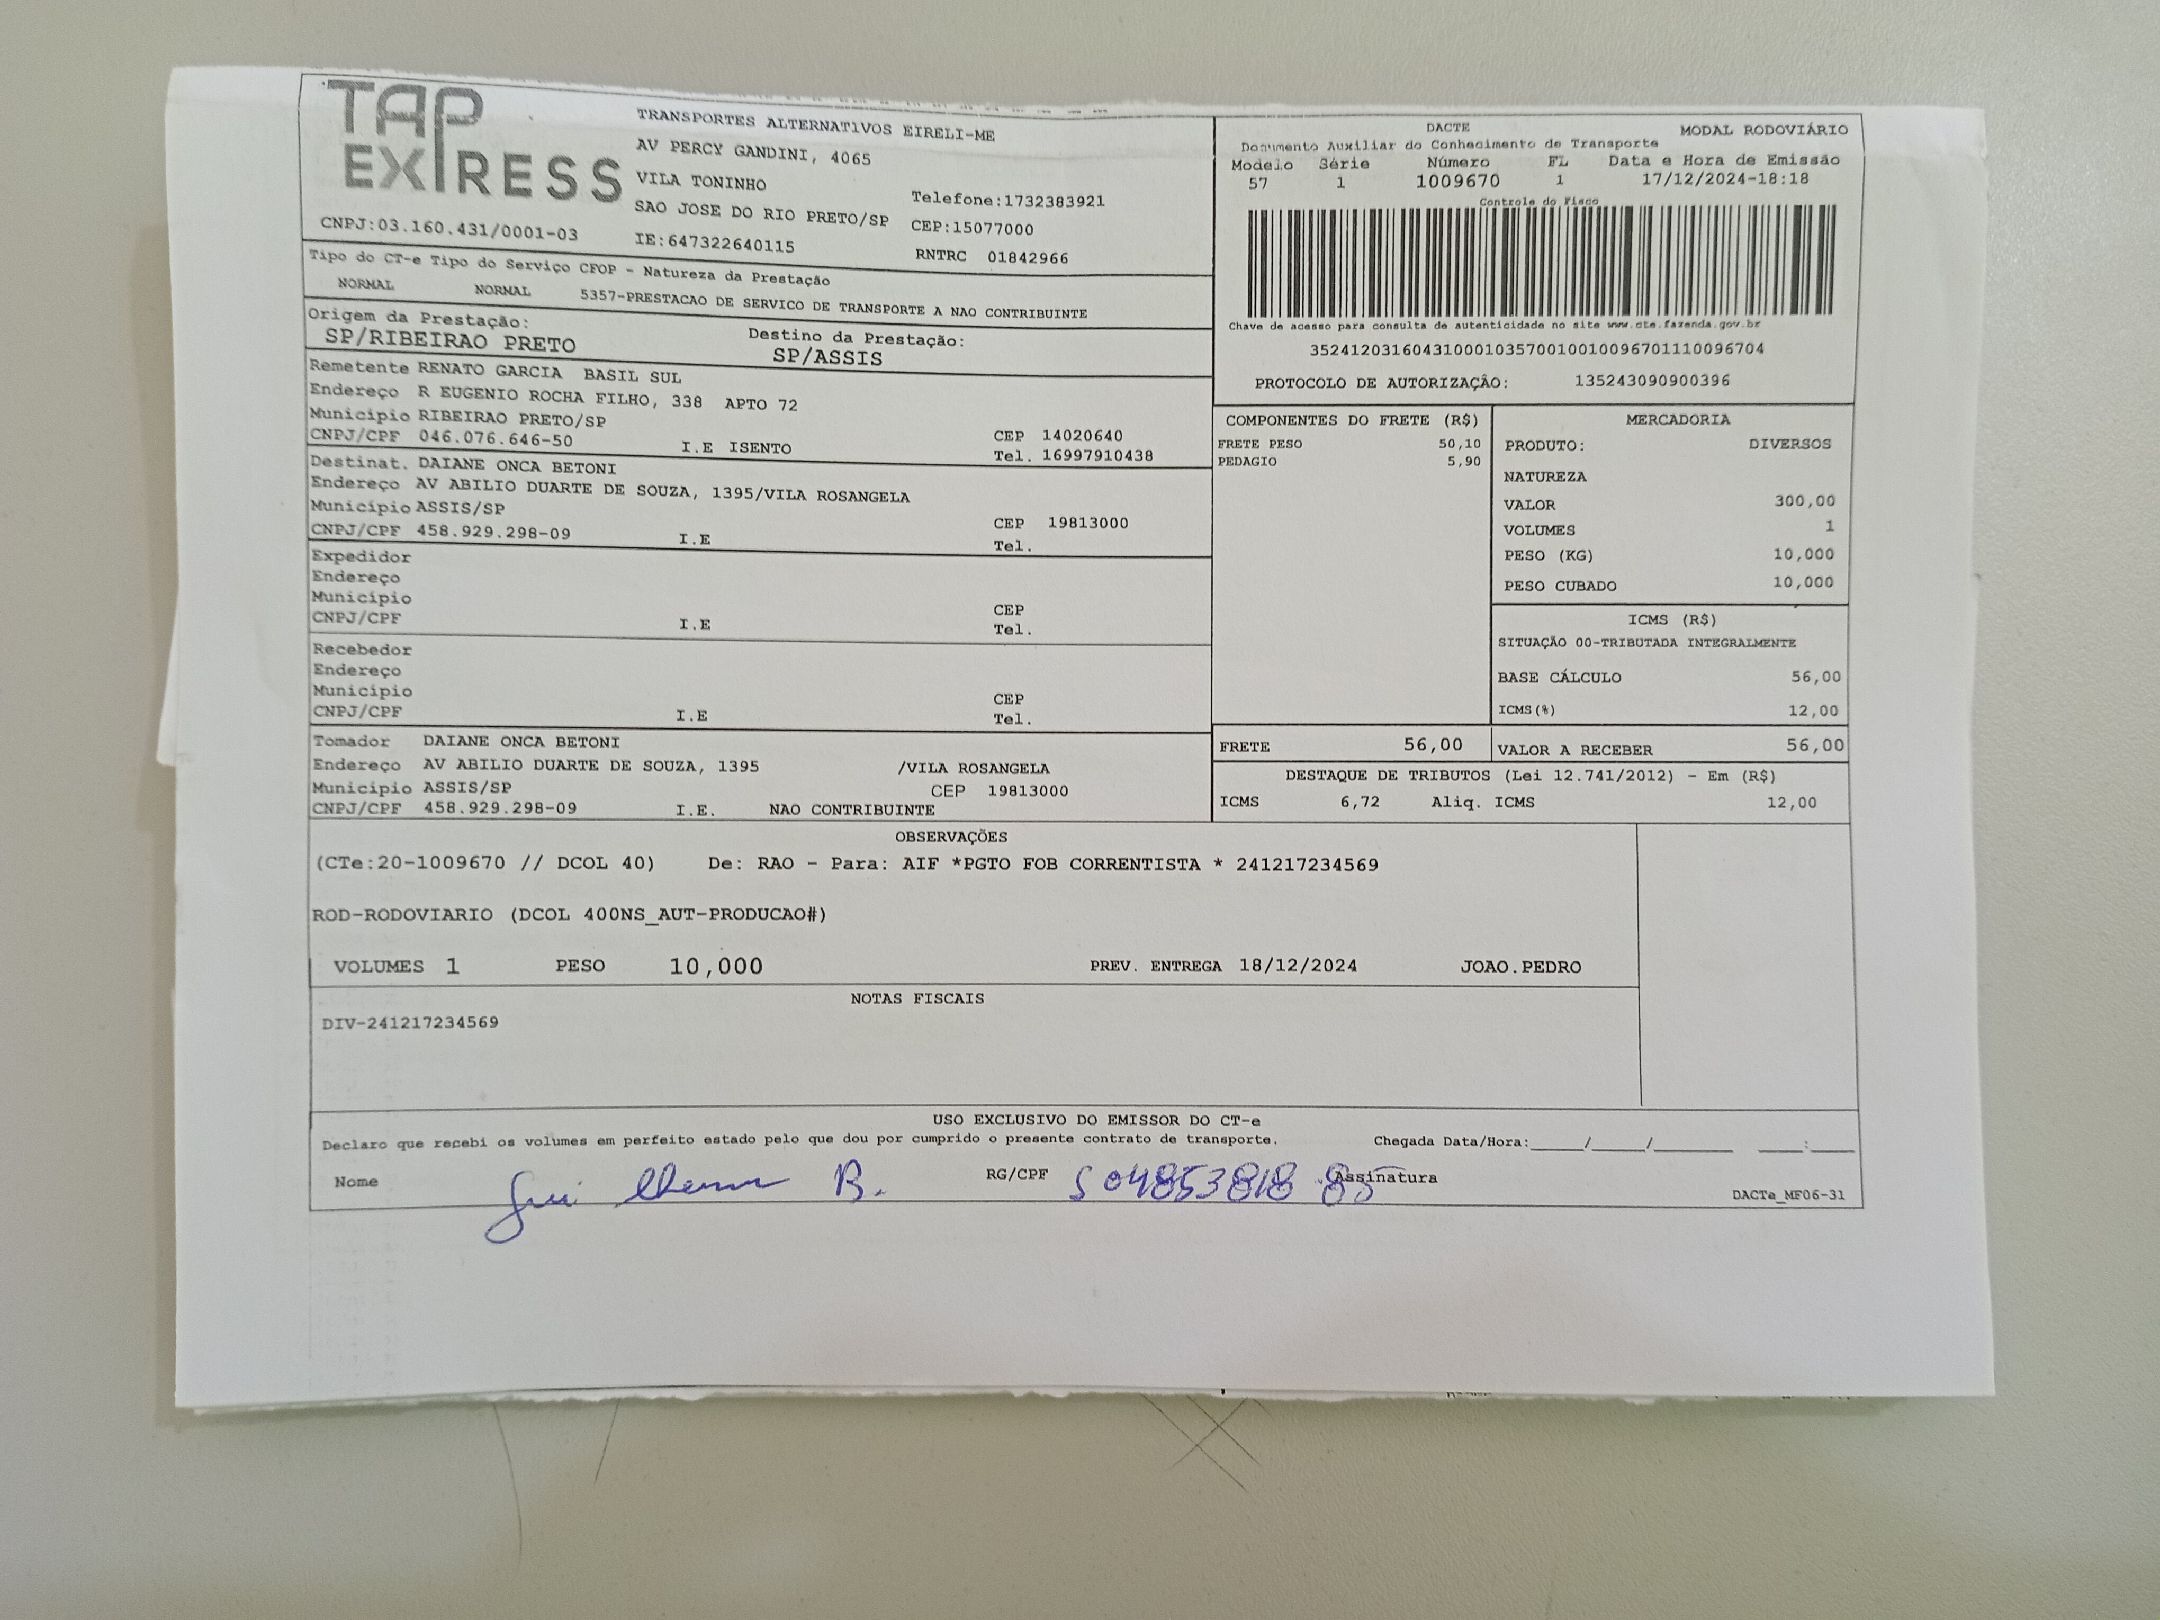 TAP
EXPRESS
CNPJ:03.160.431/0001-03
TRANSPORTES ALTERNATIVOS EIRELI-ME
AV PERCY GANDINI, 4065
VILA TONINHO
SAO JOSE DO RIO PRETO/SP
IE:647322640115
Telefone:1732383921
CEP:15077000
RNTRC 01842966
DACTE MODAL RODOVIÁRIO
Documento Auxiliar do Conhecimento de Transporte
Modelo Série Número FL Data e Hora de Emissão
57 1 1009670 1 17/12/2024-18:18
Controle do Fisco
Chave de acesso para consulta de autenticidade no site www.cte.fazenda.gov.br
35241203160431000103570010010096701110096704
PROTOCOLO DE AUTORIZAÇÃO: 135243090900396
Tipo do CT-e Tipo do Serviço CFOP - Natureza da Prestação
NORMAL NORMAL 5357-PRESTACAO DE SERVICO DE TRANSPORTE A NAO CONTRIBUINTE
Origem da Prestação: Destino da Prestação:
SP/RIBEIRAO PRETO SP/ASSIS
Remetente RENATO GARCIA BASIL SUL
Endereço R EUGENIO ROCHA FILHO, 338 APTO 72
Município RIBEIRAO PRETO/SP CEP 14020640
CNPJ/CPF 046.076.646-50 I.E ISENTO Tel. 16997910438
Destinat. DAIANE ONCA BETONI
Endereço AV ABILIO DUARTE DE SOUZA, 1395/VILA ROSANGELA
Município ASSIS/SP CEP 19813000
CNPJ/CPF 458.929.298-09 I.E Tel.
Expedidor
Endereço
Município CEP
CNPJ/CPF I.E Tel.
Recebedor
Endereço
Município CEP
CNPJ/CPF I.E Tel.
Tomador DAIANE ONCA BETONI
Endereço AV ABILIO DUARTE DE SOUZA, 1395 /VILA ROSANGELA
Município ASSIS/SP CEP 19813000
CNPJ/CPF 458.929.298-09 I.E. NAO CONTRIBUINTE
COMPONENTES DO FRETE (R$)
FRETE PESO 50,10
PEDAGIO 5,90
MERCADORIA
PRODUTO: DIVERSOS
NATUREZA
VALOR 300,00
VOLUMES 1
PESO (KG) 10,000
PESO CUBADO 10,000
ICMS (R$)
SITUAÇÃO 00-TRIBUTADA INTEGRALMENTE
BASE CÁLCULO 56,00
ICMS(%) 12,00
FRETE 56,00 VALOR A RECEBER 56,00
DESTAQUE DE TRIBUTOS (Lei 12.741/2012) - Em (R$)
ICMS 6,72 Aliq. ICMS 12,00
OBSERVAÇÕES
(CTe:20-1009670 // DCOL 40) De: RAO - Para: AIF *PGTO FOB CORRENTISTA * 241217234569
ROD-RODOVIARIO (DCOL 400NS_AUT-PRODUCAO#)
VOLUMES 1 PESO 10,000 PREV. ENTREGA 18/12/2024 JOAO.PEDRO
NOTAS FISCAIS
DIV-241217234569
USO EXCLUSIVO DO EMISSOR DO CT-e
Declaro que recebi os volumes em perfeito estado pelo que dou por cumprido o presente contrato de transporte. Chegada Data/Hora:____/____/______ ____:____
Nome B. RG/CPF 504853818 85 Assinatura
DACTe_MF06-31